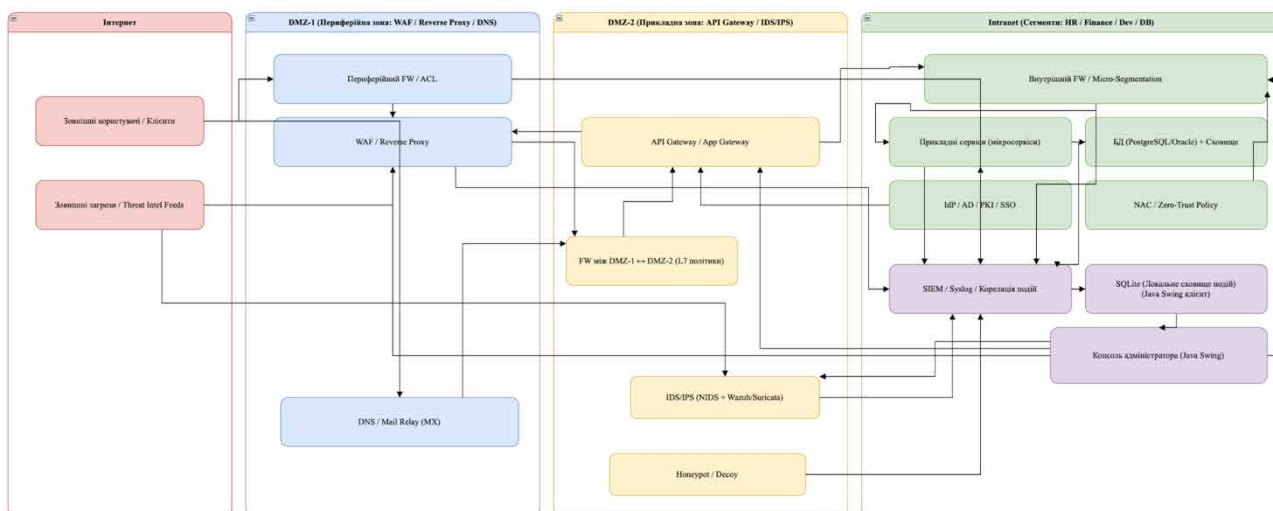 Інтернет
Зовнішні користувачі / Клієнти
Зовнішні загрози / Threat Intel Feeds
DMZ-1 (Периферійна зона: WAF / Reverse Proxy / DNS)
Периферійний FW / ACL
WAF / Reverse Proxy
DNS / Mail Relay (MX)
DMZ-2 (Прикладна зона: API Gateway / IDS/IPS)
API Gateway / App Gateway
FW між DMZ-1 ↔ DMZ-2 (L7 політики)
IDS/IPS (NIDS + Wazuh/Suricata)
Honeypot / Decoy
Intranet (Сегменти: HR / Finance / Dev / DB)
Внутрішній FW / Micro-Segmentation
Прикладні сервіси (мікросервіси)
БД (PostgreSQL/Oracle) + Сховище
IdP / AD / PKI / SSO
NAC / Zero-Trust Policy
SIEM / Syslog / Кореляція подій
SQLite (Локальне сховище подій)
(Java Swing клієнт)
Консоль адміністратора (Java Swing)